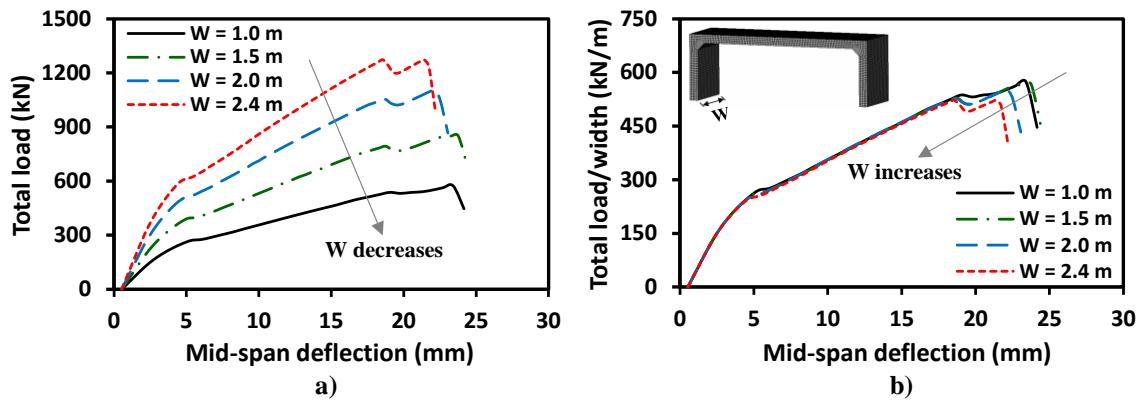 Total load (kN)
1500
1200
900
600
300
0
W = 1.0 m
W = 1.5 m
W = 2.0 m
W = 2.4 m
W decreases
0 5 10 15 20 25 30
Mid-span deflection (mm)
a)
Total load/width (kN/m)
750
600
450
300
150
0
W
W increases
W = 1.0 m
W = 1.5 m
W = 2.0 m
W = 2.4 m
0 5 10 15 20 25 30
Mid-span deflection (mm)
b)